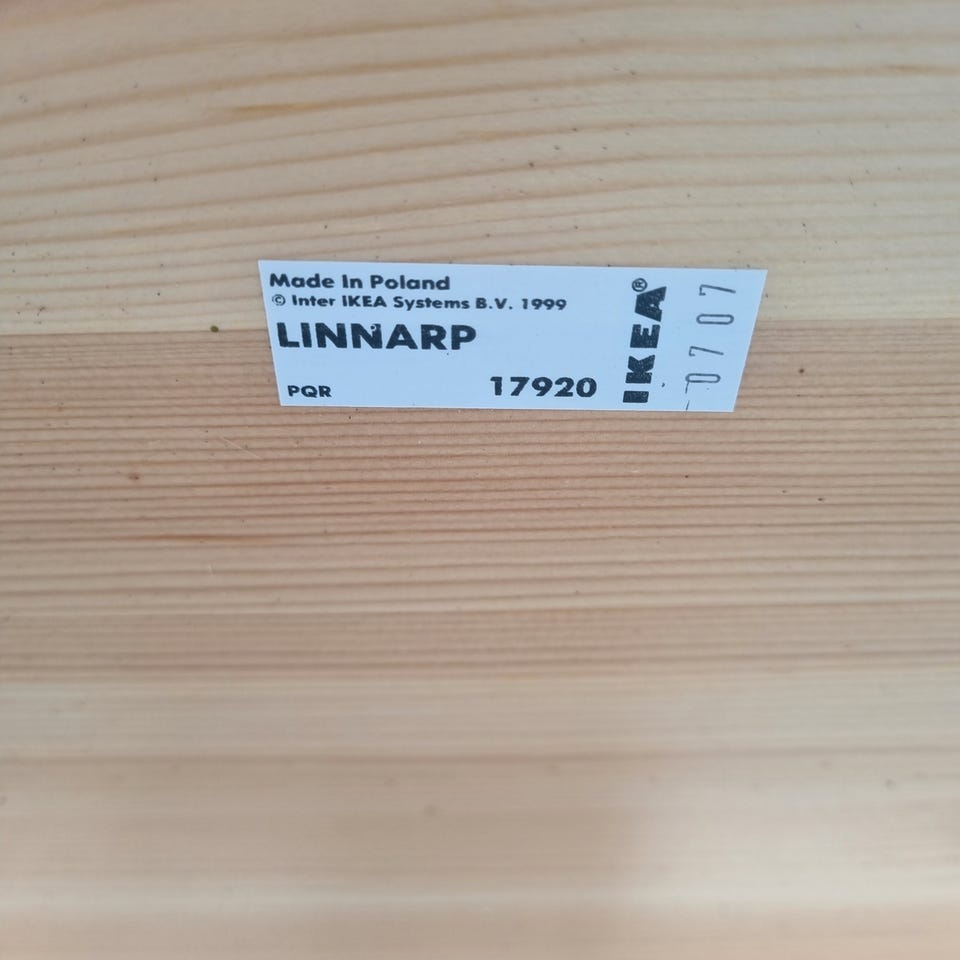 Made In Poland
© Inter IKEA Systems B.V. 1999
LINNARP
PQR 17920
IKEA®
0707